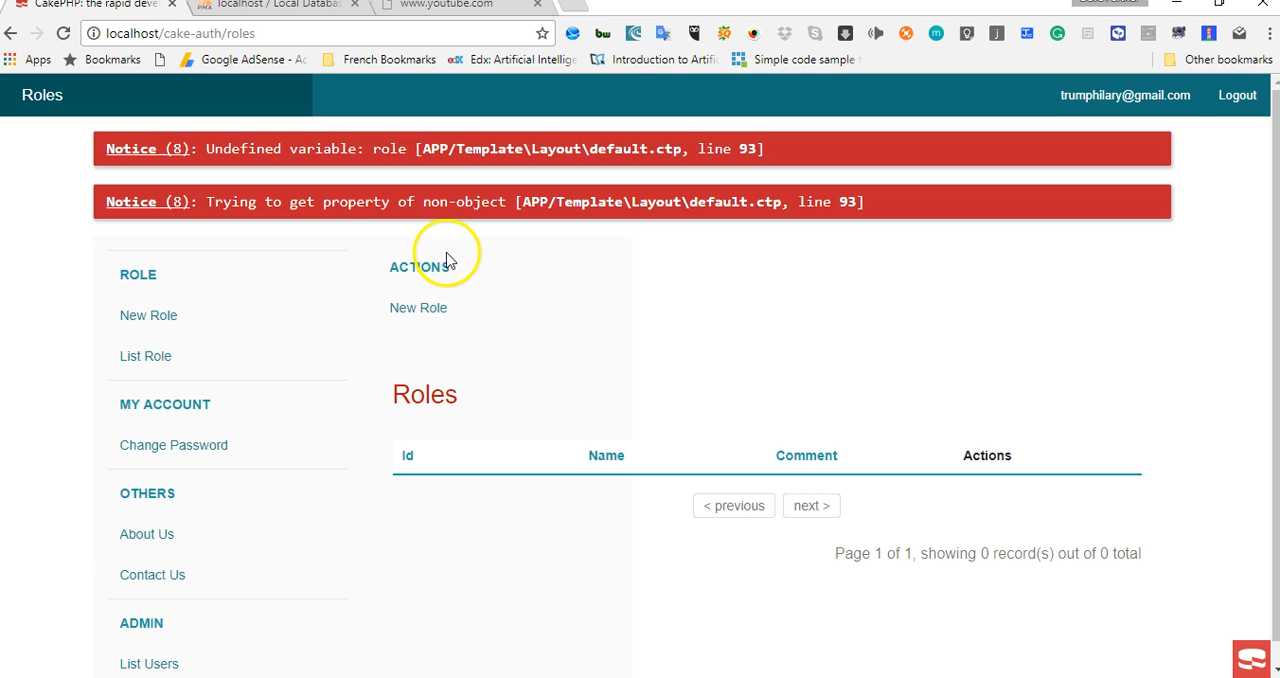 CakePHP: the rapid deve
localhost / Local Databas
www.youtube.com
localhost/cake-auth/roles
Apps
Bookmarks
Google AdSense - Ac
French Bookmarks
Edx: Artificial Intellige
Introduction to Artific
Simple code sample
Other bookmarks
Roles
trumphilary@gmail.com
Logout
Notice (8): Undefined variable: role [APP/Template\Layout\default.ctp, line 93]
Notice (8): Trying to get property of non-object [APP/Template\Layout\default.ctp, line 93]
ROLE
New Role
List Role
MY ACCOUNT
Change Password
OTHERS
About Us
Contact Us
ADMIN
List Users
ACTIONS
New Role
Roles
Id Name Comment Actions
< previous next >
Page 1 of 1, showing 0 record(s) out of 0 total